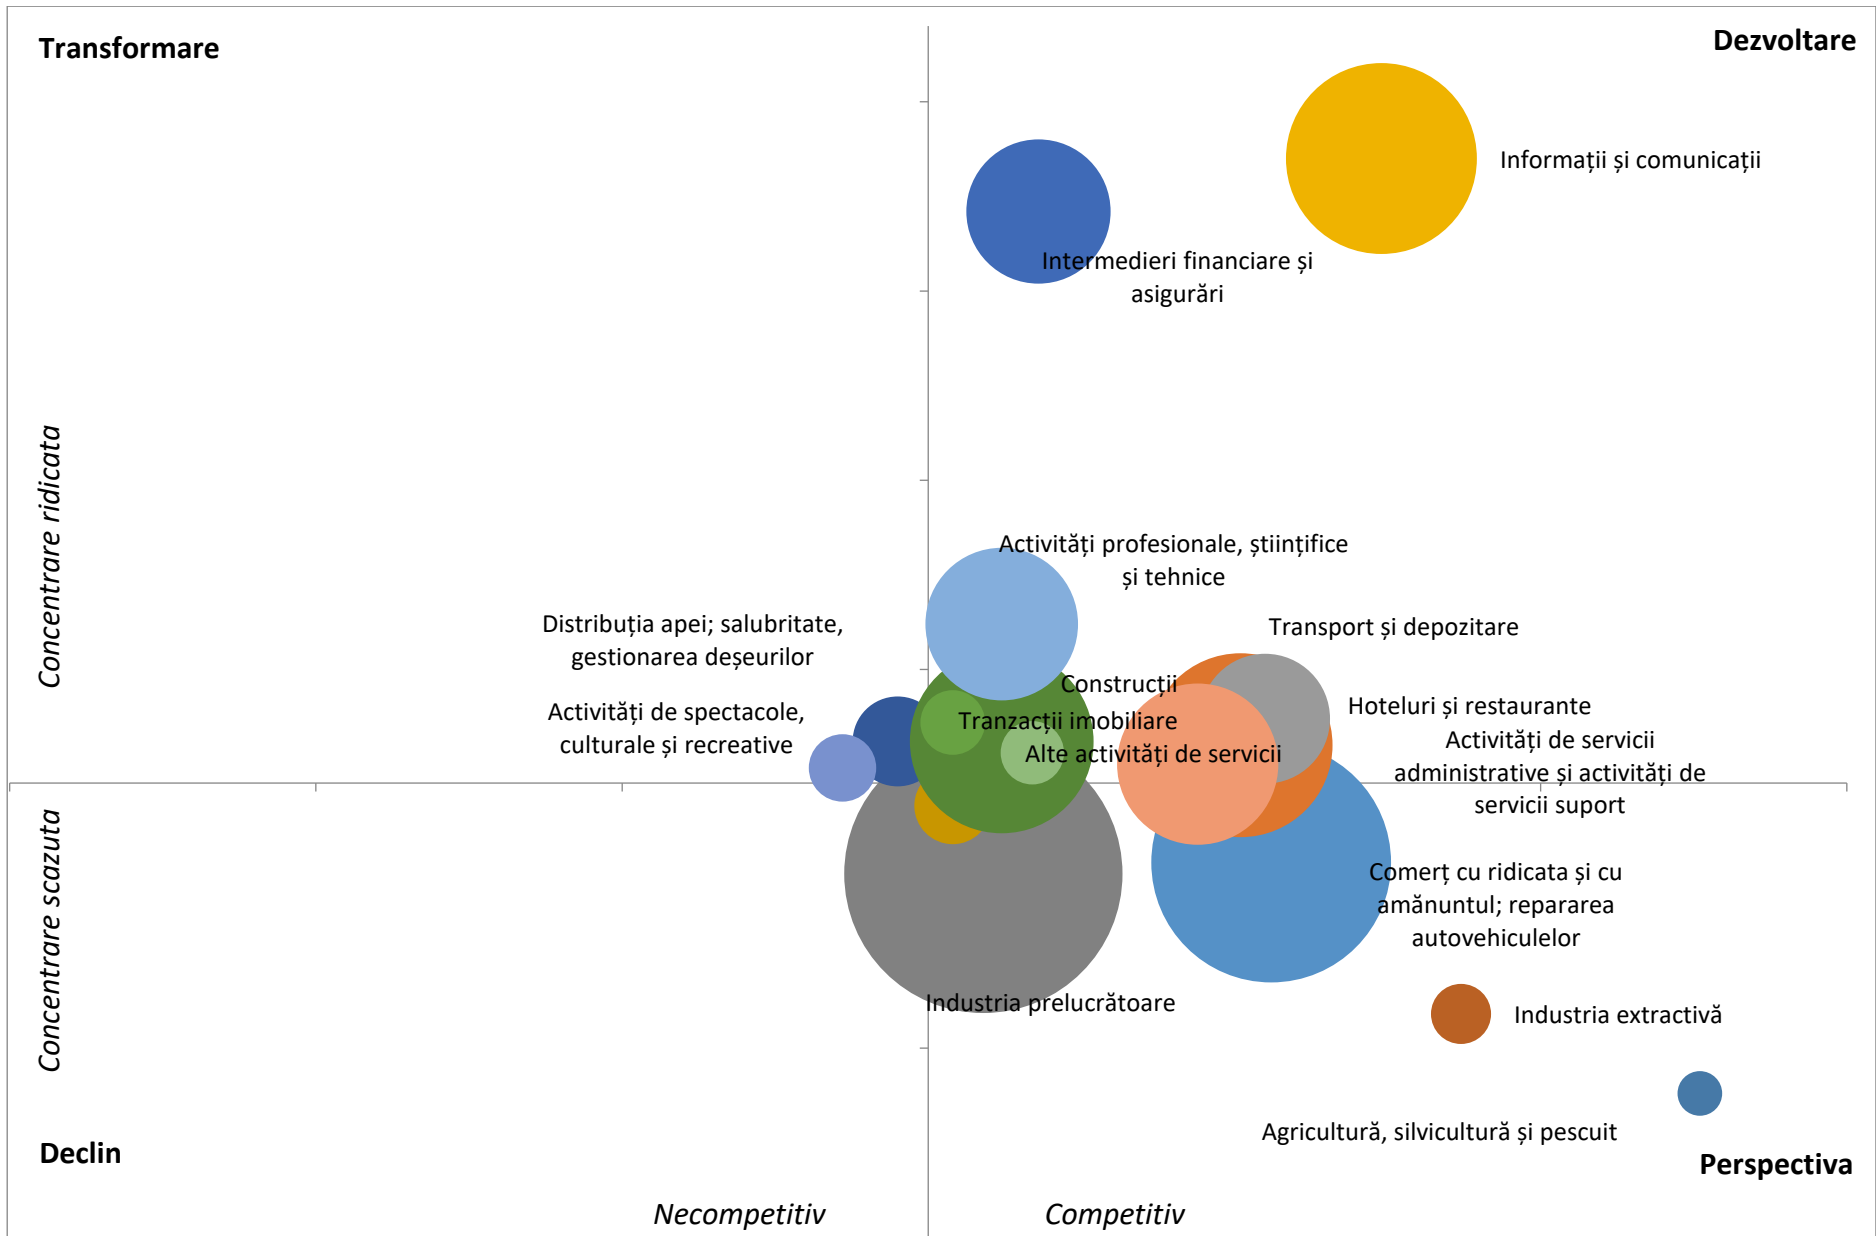 Transformare
Dezvoltare
Informații și comunicații
Intermedieri financiare și
asigurări
Concentrare ridicata
Activități profesionale, științifice
și tehnice
Distribuția apei; salubritate,
gestionarea deșeurilor
Transport și depozitare
Construcții
Activități de spectacole,
culturale și recreative
Tranzacții imobiliare
Hoteluri și restaurante
Alte activități de servicii
Activități de servicii
administrative și activități de
servicii suport
Concentrare scazuta
Comerț cu ridicata și cu
amănuntul; repararea
autovehiculelor
Industria prelucrătoare
Industria extractivă
Agricultură, silvicultură și pescuit
Declin
Perspectiva
Necompetitiv
Competitiv